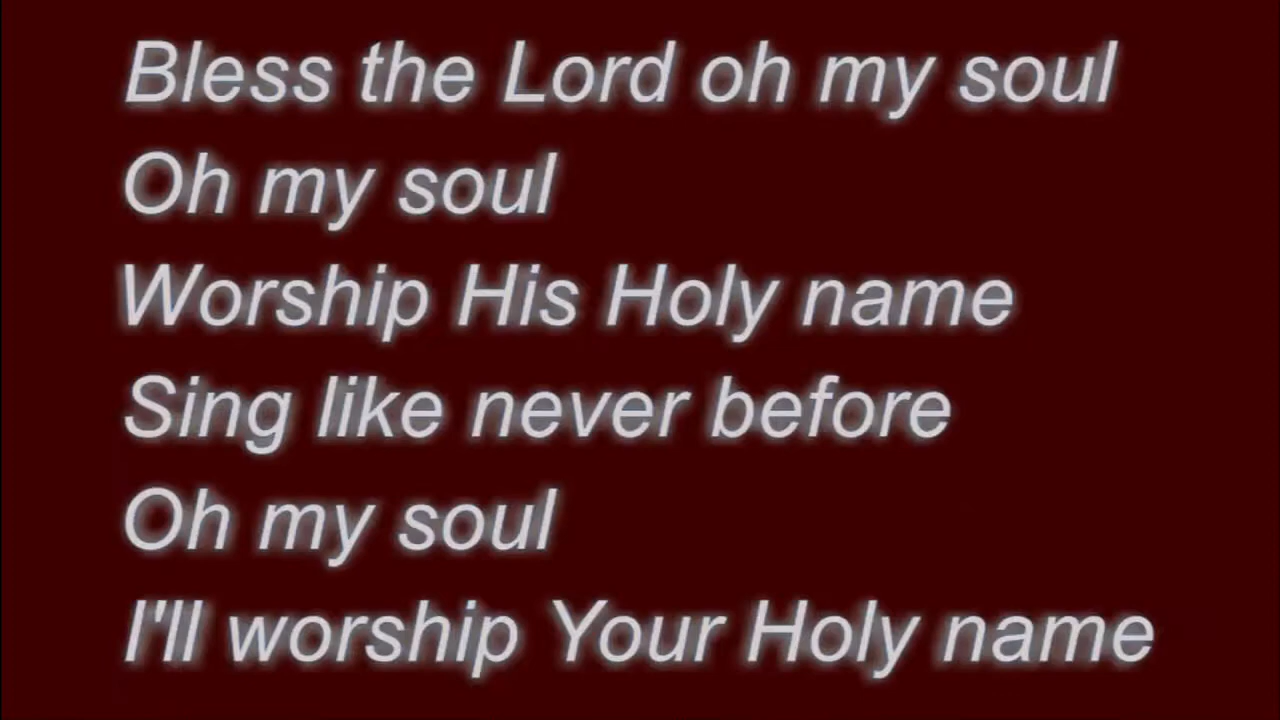 Bless the Lord oh my soul
Oh my soul
Worship His Holy name
Sing like never before
Oh my soul
I'll worship Your Holy name